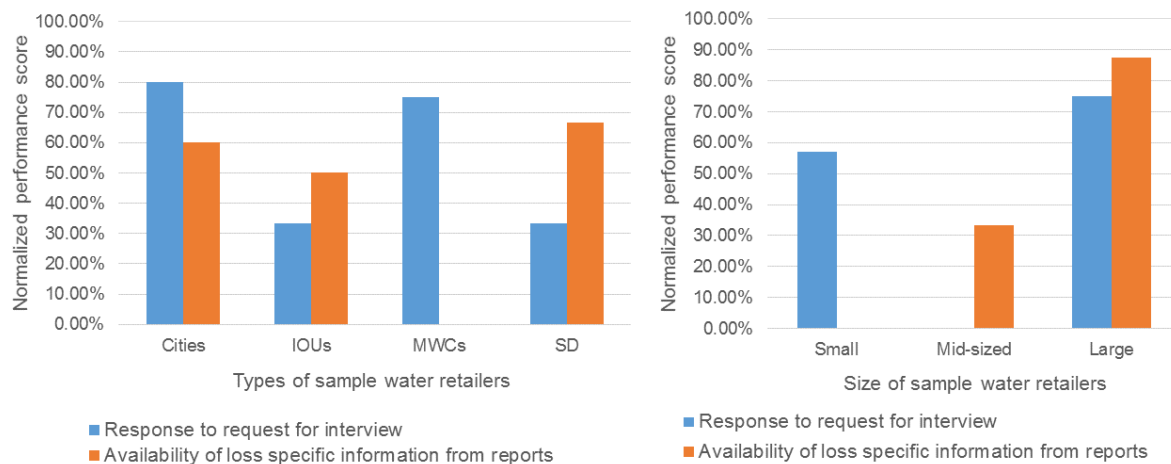 100.00%
90.00%
80.00%
70.00%
60.00%
50.00%
40.00%
30.00%
20.00%
10.00%
0.00%
Normalized performance score
Cities IOUs MWCs SD
Types of sample water retailers
Response to request for interview
Availability of loss specific information from reports
100.00%
90.00%
80.00%
70.00%
60.00%
50.00%
40.00%
30.00%
20.00%
10.00%
0.00%
Normalized performance score
Small Mid-sized Large
Size of sample water retailers
Response to request for interview
Availability of loss specific information from reports